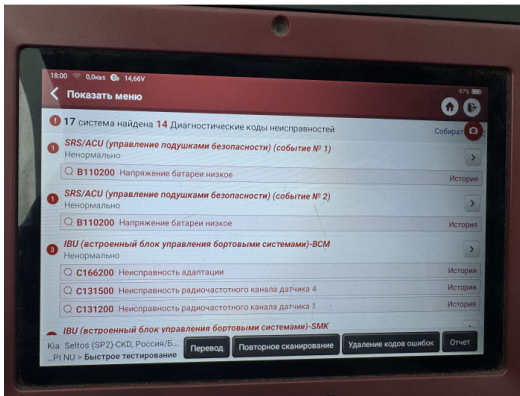 18:00 0,0КВ/s 14,66V 97%
Показать меню
17 система найдена 14 Диагностические коды неисправностей
Собират
1 SRS/ACU (управление подушками безопасности) (событие № 1)
Ненормально
B110200 Напряжение батареи низкое История
1 SRS/ACU (управление подушками безопасности) (событие № 2)
Ненормально
B110200 Напряжение батареи низкое История
3 IBU (встроенный блок управления бортовыми системами)-BCM
Ненормально
C166200 Неисправность адаптации История
C131500 Неисправность радиочастотного канала датчика 4 История
C131200 Неисправность радиочастотного канала датчика 1 История
IBU (встроенный блок управления бортовыми системами)-SMK
Kia Seltos (SP2)-CKD, Россия/Б...
...PI NU > Быстрое тестирование
Перевод Повторное сканирование Удаление кодов ошибок Отчет